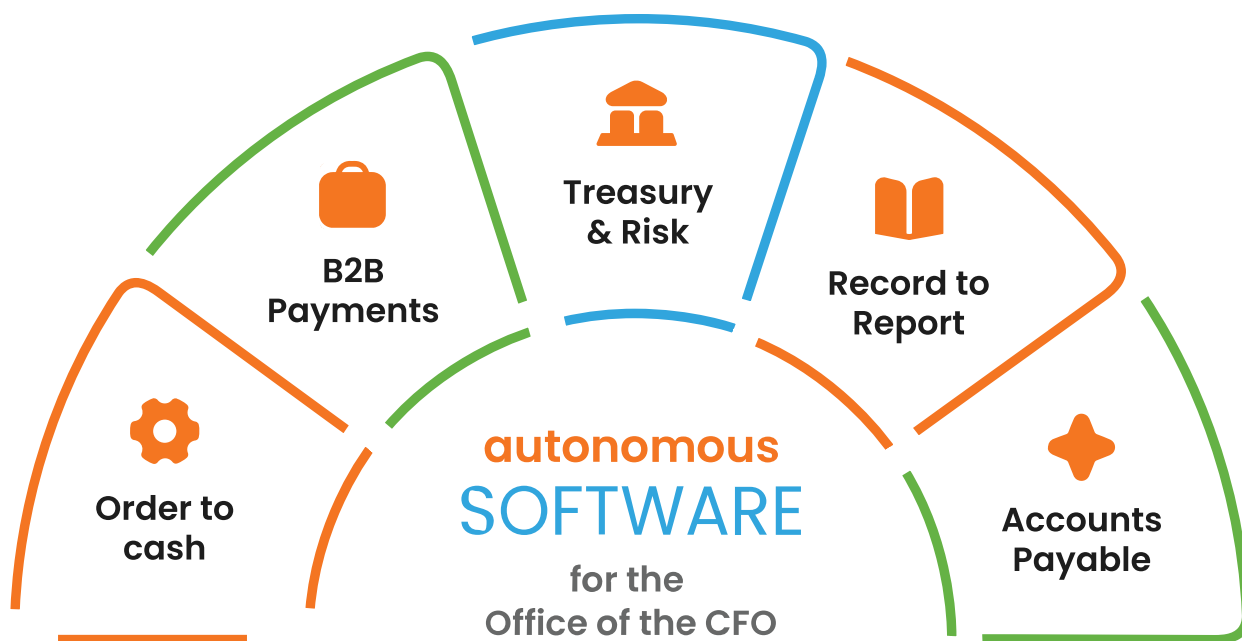 Order to
cash
B2B
Payments
Treasury
& Risk
Record to
Report
Accounts
Payable
autonomous
SOFTWARE
for the
Office of the CFO